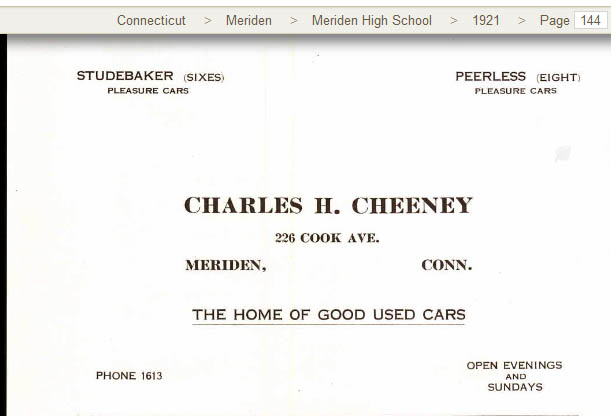 Connecticut > Meriden > Meriden High School > 1921 > Page 144
STUDEBAKER (SIXES)
PLEASURE CARS
PEERLESS (EIGHT)
PLEASURE CARS
CHARLES H. CHEENEY
226 COOK AVE.
MERIDEN, CONN.
THE HOME OF GOOD USED CARS
PHONE 1613
OPEN EVENINGS
AND
SUNDAYS